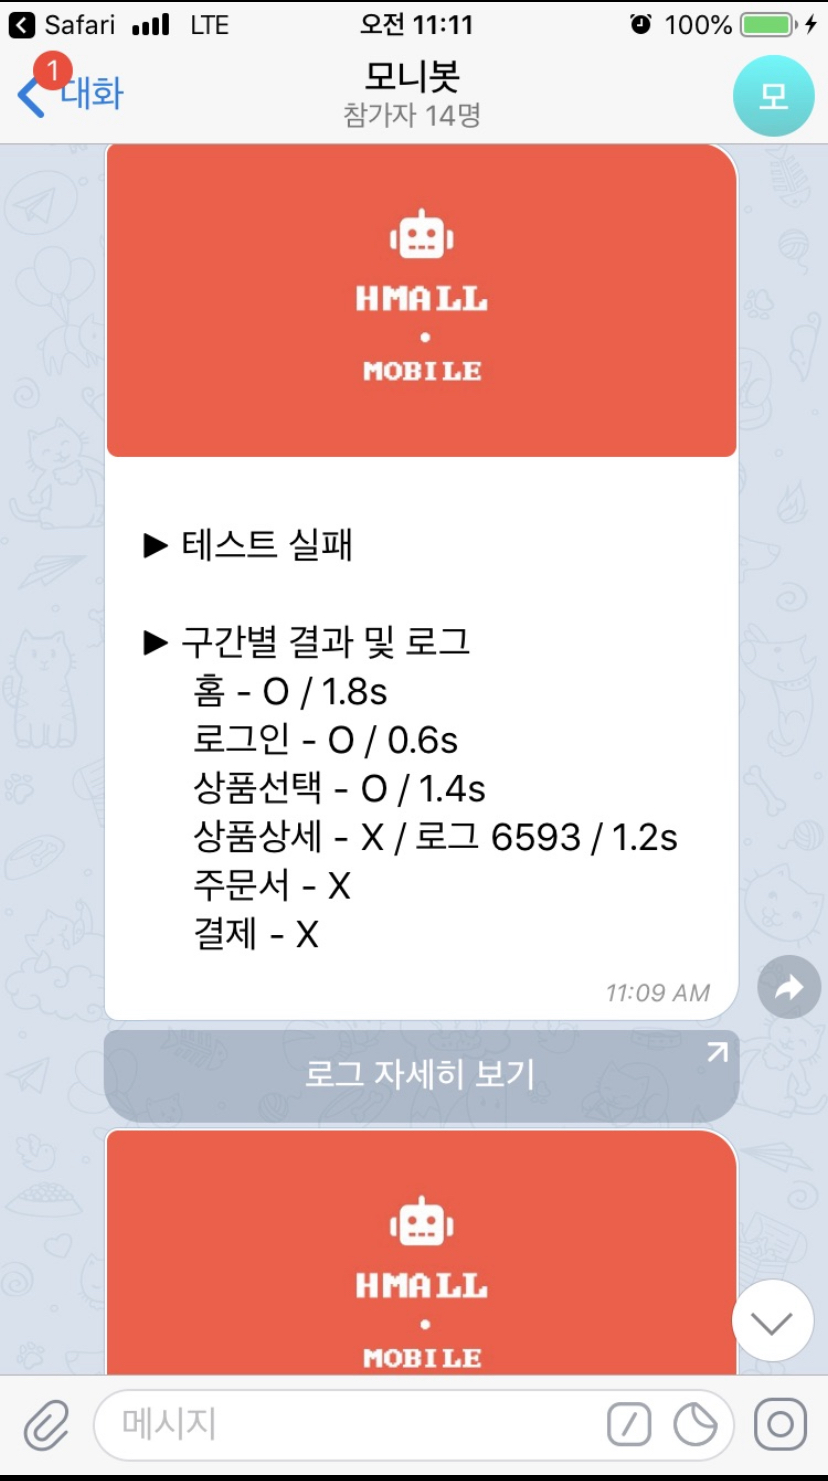 Safari LTE 오전 11:11 100%
1
대화
모니봇
참가자 14명
모
HMALL
MOBILE
▶ 테스트 실패
▶ 구간별 결과 및 로그
홈 - O / 1.8s
로그인 - O / 0.6s
상품선택 - O / 1.4s
상품상세 - X / 로그 6593 / 1.2s
주문서 - X
결제 - X
11:09 AM
로그 자세히 보기
HMALL
MOBILE
메시지